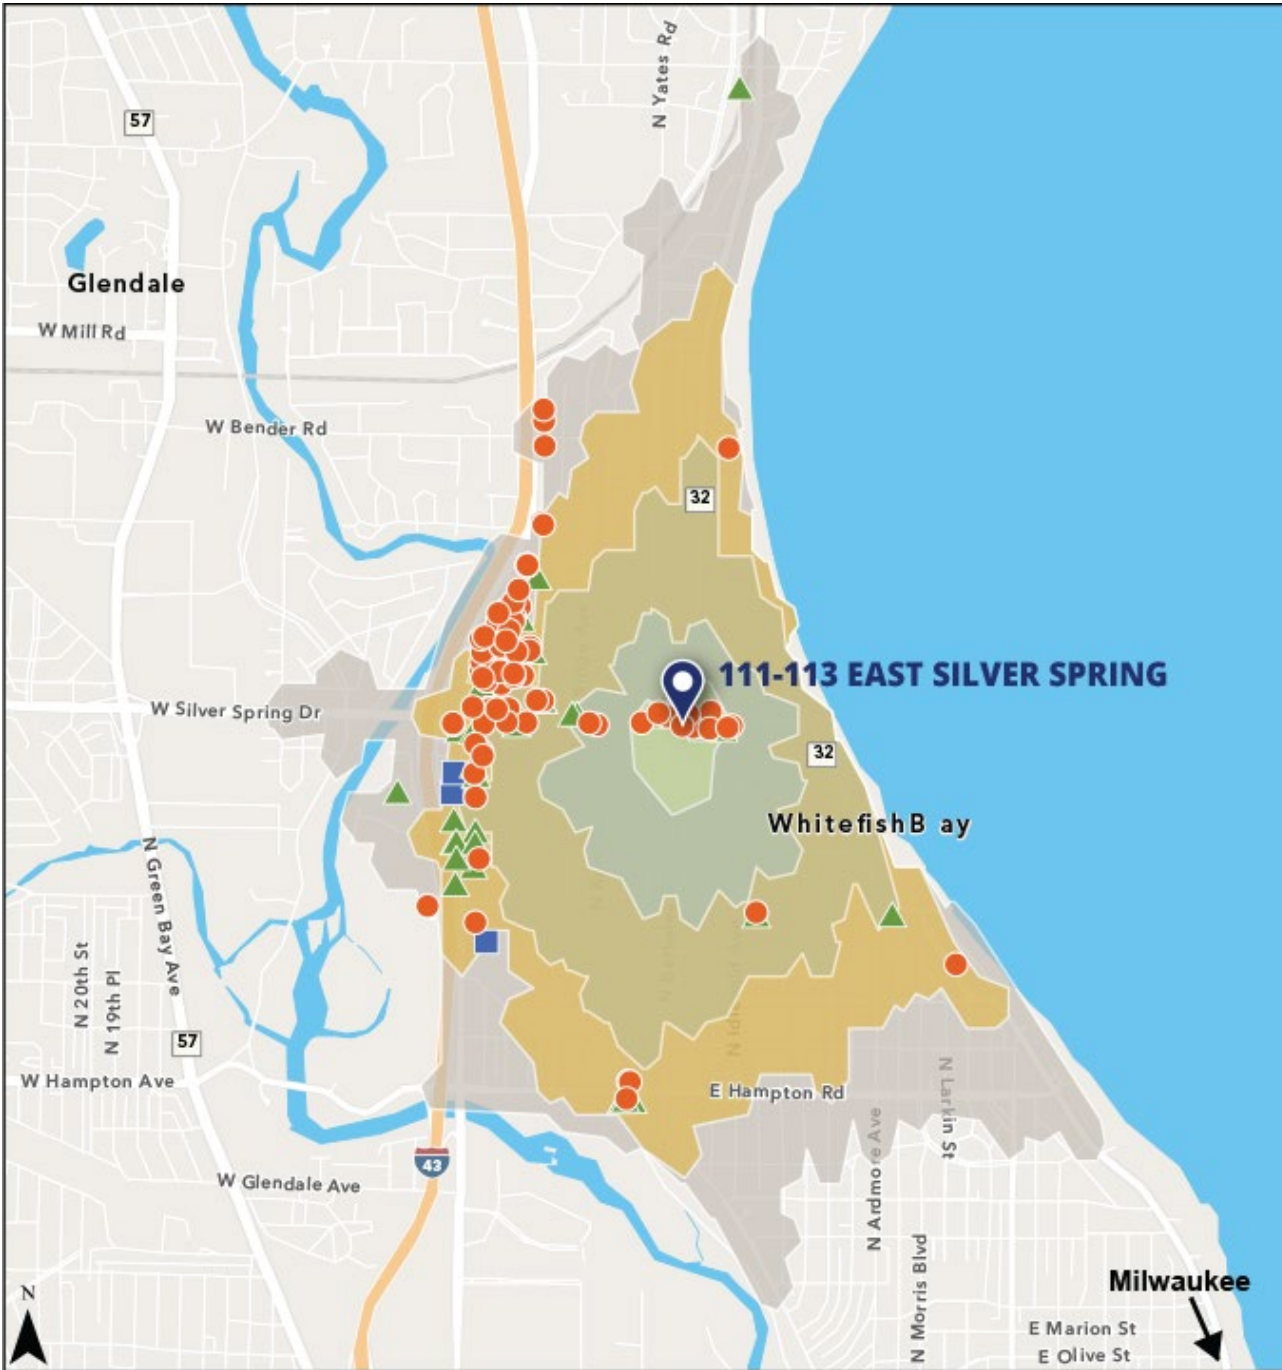 N Yates Rd
57
Glendale
W Mill Rd
W Bender Rd
32
111-113 EAST SILVER SPRING
W Silver Spring Dr
32
WhitefishB ay
N Green Bay Ave
N 20th St
N 19th Pl
57
W Hampton Ave
E Hampton Rd
N Larkin St
N Ardmore Ave
43
W Glendale Ave
N Morris Blvd
Milwaukee
N
E Marion St
E Olive St